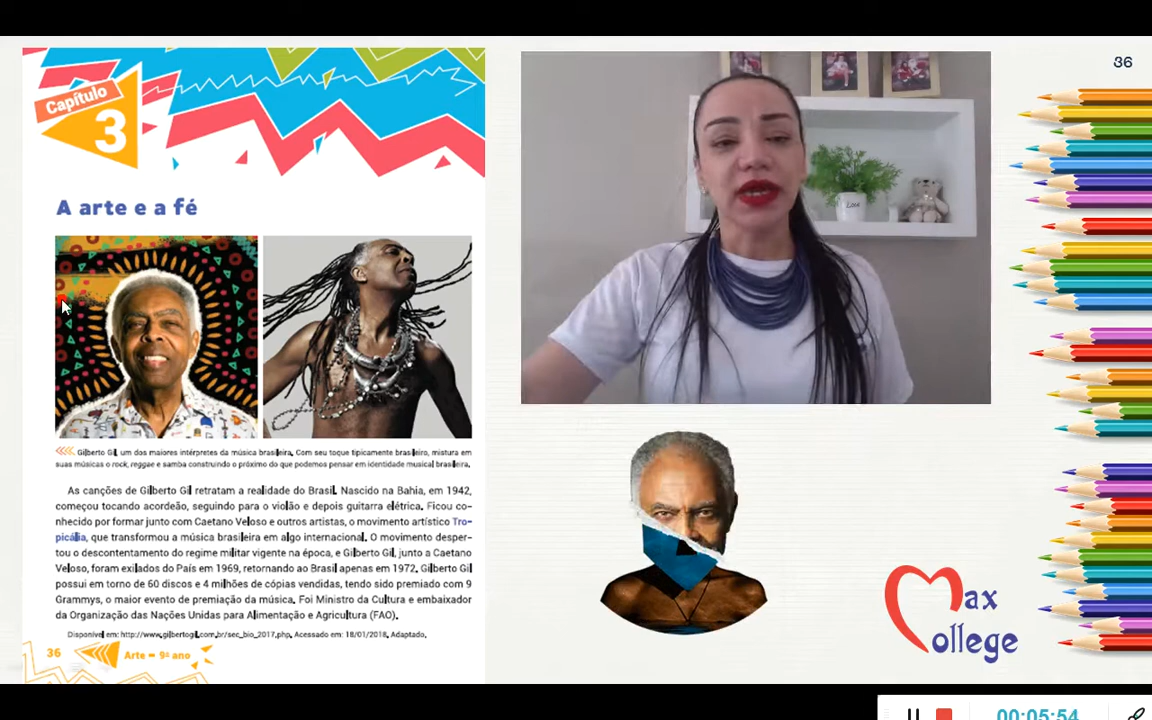 Capítulo
3
A arte e a fé
Gilberto Gil, um dos maiores intérpretes da música brasileira. Com seu toque tipicamente brasileiro, mistura em
suas músicas o rock, reggae e samba construindo o próximo do que podemos pensar em identidade musical brasileira.
As canções de Gilberto Gil retratam a realidade do Brasil. Nascido na Bahia, em 1942,
começou tocando acordeão, seguindo para o violão e depois guitarra elétrica. Ficou co-
nhecido por formar junto com Caetano Veloso e outros artistas, o movimento artístico Tro-
picália, que transformou a música brasileira em algo internacional. O movimento desper-
tou o descontentamento do regime militar vigente na época, e Gilberto Gil, junto a Caetano
Veloso, foram exilados do País em 1969, retornando ao Brasil apenas em 1972. Gilberto Gil
possui em torno de 60 discos e 4 milhões de cópias vendidas, tendo sido premiado com 9
Grammys, o maior evento de premiação da música. Foi Ministro da Cultura e embaixador
da Organização das Nações Unidas para Alimentação e Agricultura (FAO).
Disponível em: http://www.gilbertogil.com.br/sec_bio_2017.php. Acessado em: 18/01/2018. Adaptado.
36
Arte – 9º ano
36
Love
Max
College
00:05:54